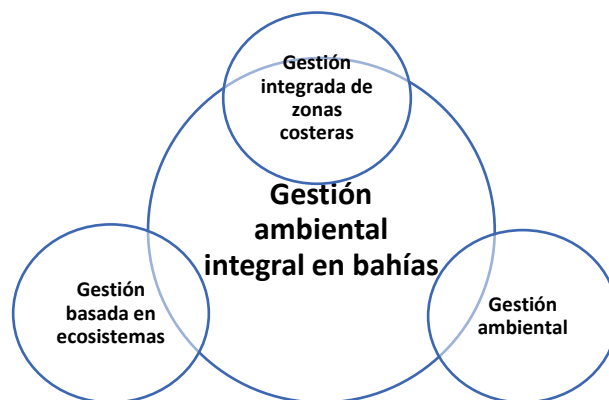 Gestión
integrada de
zonas
costeras
Gestión
ambiental
integral en bahías
Gestión
basada en
ecosistemas
Gestión
ambiental